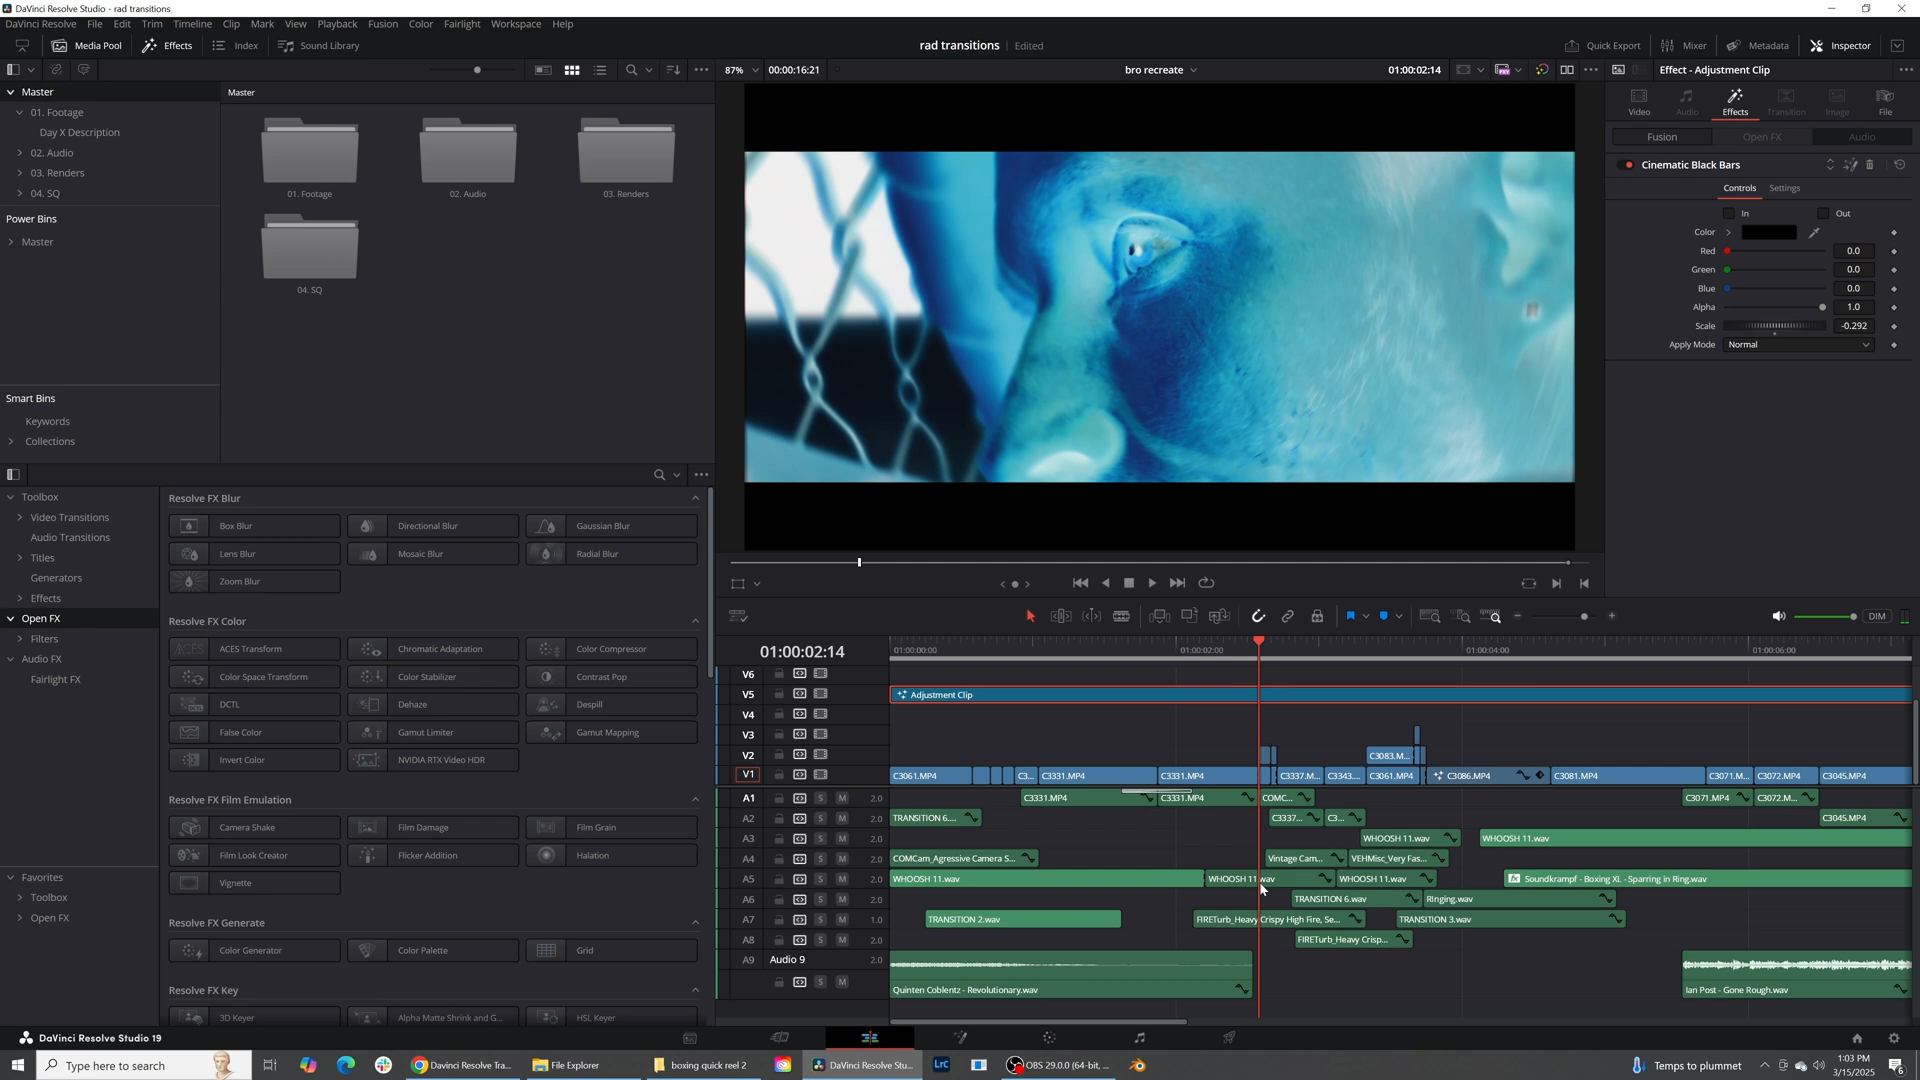 DaVinci Resolve Studio - rad transitions
DaVinci Resolve File Edit Trim Timeline Clip Mark View Playback Fusion Color Fairlight Workspace Help
Media Pool Effects Index Sound Library rad transitions Edited Quick Export Mixer Metadata Inspector
87% 00:00:16:21 bro recreate 01:00:02:14 Effect - Adjustment Clip
Master
01. Footage
Day X Description
02. Audio
03. Renders
04. SQ
Power Bins
Master
Smart Bins
Keywords
Collections
Master
01. Footage 02. Audio 03. Renders
04. SQ
Video Audio Effects Transition Image File
Fusion Open FX Audio
Cinematic Black Bars
Controls Settings
In Out
Color
Red 0.0
Green 0.0
Blue 0.0
Alpha 1.0
Scale -0.292
Apply Mode Normal
Toolbox
Video Transitions
Audio Transitions
Titles
Generators
Effects
Open FX
Filters
Audio FX
Fairlight FX
Favorites
Toolbox
Open FX
Resolve FX Blur
Box Blur Directional Blur Gaussian Blur
Lens Blur Mosaic Blur Radial Blur
Zoom Blur
Resolve FX Color
ACES ACES Transform Chromatic Adaptation Color Compressor
Color Space Transform Color Stabilizer Contrast Pop
DCTL Dehaze Despill
False Color Gamut Limiter Gamut Mapping
Invert Color NVIDIA RTX Video HDR
Resolve FX Film Emulation
Camera Shake Film Damage Film Grain
Film Look Creator Flicker Addition Halation
Vignette
Resolve FX Generate
Color Generator Color Palette Grid
Resolve FX Key
3D Keyer Alpha Matte Shrink and G... HSL Keyer
DIM
01:00:02:14 01:00:00:00 01:00:02:00 01:00:04:00 01:00:06:00
V6
V5 Adjustment Clip
V4
V3
V2 C3083.M...
V1 C3061.MP4 C3... C3331.MP4 C3331.MP4 C3337.M... C3343... C3061.MP4 C3086.MP4 C3081.MP4 C3071.M... C3072.MP4 C3045.MP4
A1 S M 2.0 C3331.MP4 C3331.MP4 COMC... C3071.MP4 C3072.M...
A2 S M 2.0 TRANSITION 6.... C3337... C3... C3045.MP4
A3 S M 2.0 WHOOSH 11.wav WHOOSH 11.wav
A4 S M 2.0 COMCam_Agressive Camera S... Vintage Cam... VEHMisc_Very Fas...
A5 S M 2.0 WHOOSH 11.wav WHOOSH 11.wav WHOOSH 11.wav fx Soundkrampf - Boxing XL - Sparring in Ring.wav
A6 S M 2.0 TRANSITION 6.wav Ringing.wav
A7 S M 1.0 TRANSITION 2.wav FIRETurb_Heavy Crispy High Fire, Se... TRANSITION 3.wav
A8 S M 2.0 FIRETurb_Heavy Crisp...
A9 Audio 9 2.0
S M Quinten Coblentz - Revolutionary.wav Ian Post - Gone Rough.wav
DaVinci Resolve Studio 19
Type here to search Davinci Resolve Tra... File Explorer boxing quick reel 2 DaVinci Resolve Stu... LrC OBS 29.0.0 (64-bit, ... Temps to plummet 1:03 PM
3/15/2025 6